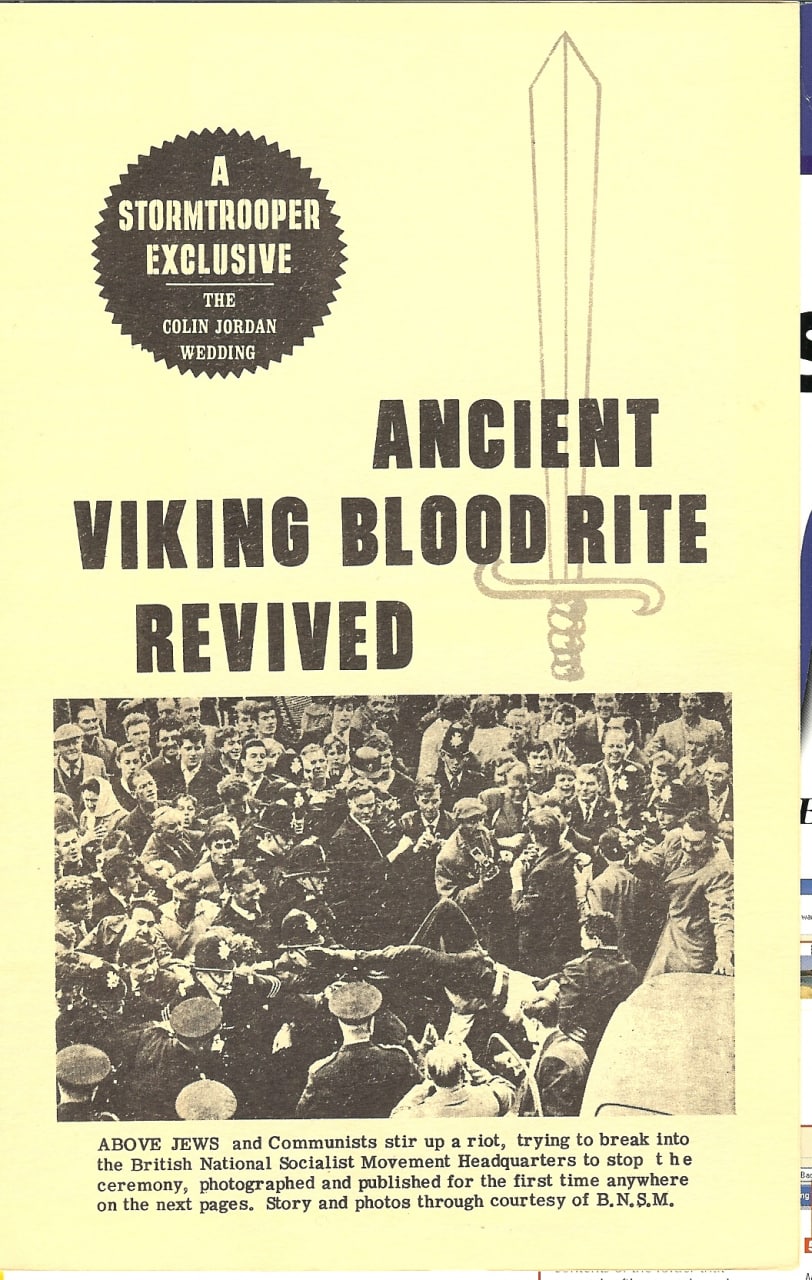 A
STORMTROOPER
EXCLUSIVE
THE
COLIN JORDAN
WEDDING
ANCIENT
VIKING BLOOD RITE
REVIVED
ABOVE JEWS and Communists stir up a riot, trying to break into
the British National Socialist Movement Headquarters to stop t h e
ceremony, photographed and published for the first time anywhere
on the next pages. Story and photos through courtesy of B.N.S.M.